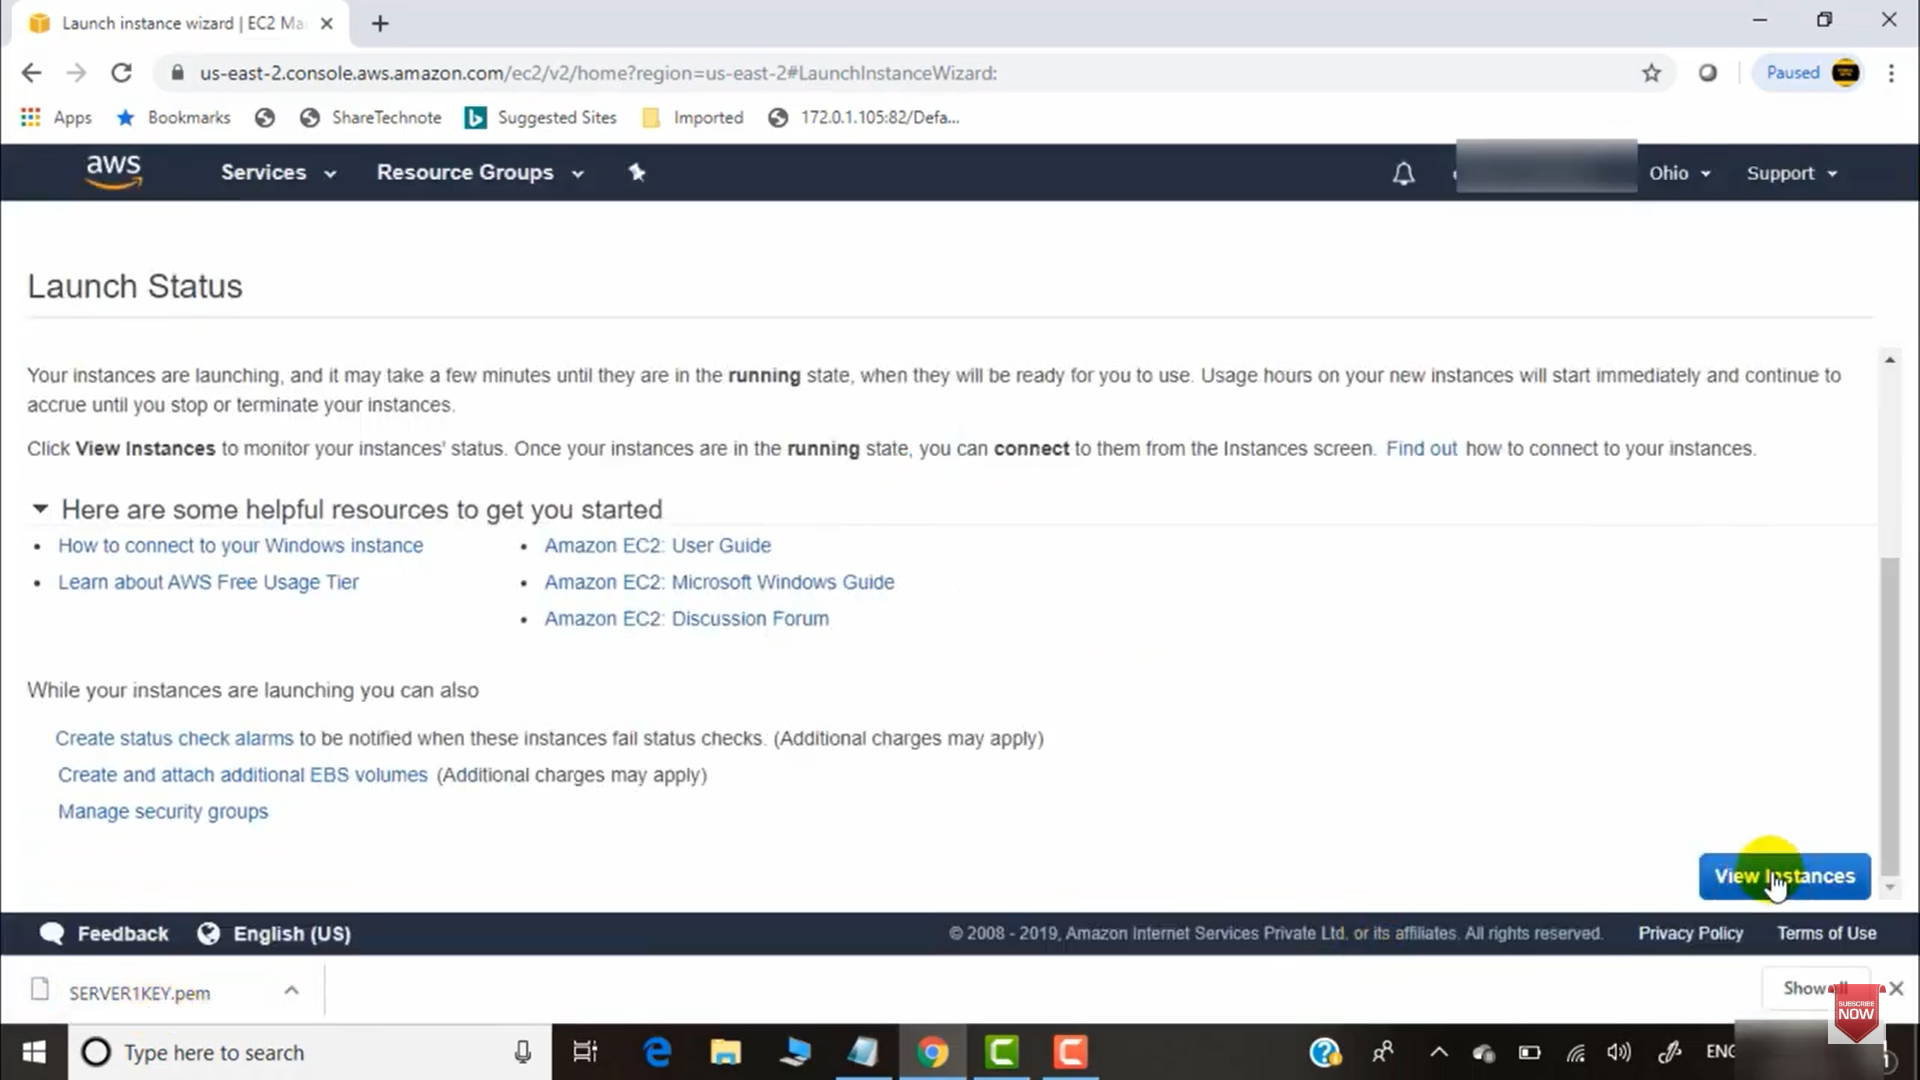 Launch instance wizard | EC2 Ma
us-east-2.console.aws.amazon.com/ec2/v2/home?region=us-east-2#LaunchInstanceWizard:
Paused
Apps
Bookmarks
ShareTechnote
Suggested Sites
Imported
172.0.1.105:82/Defa...
aws
Services
Resource Groups
Ohio
Support
Launch Status
Your instances are launching, and it may take a few minutes until they are in the running state, when they will be ready for you to use. Usage hours on your new instances will start immediately and continue to
accrue until you stop or terminate your instances.
Click View Instances to monitor your instances' status. Once your instances are in the running state, you can connect to them from the Instances screen. Find out how to connect to your instances.
Here are some helpful resources to get you started
• How to connect to your Windows instance
• Learn about AWS Free Usage Tier
• Amazon EC2: User Guide
• Amazon EC2: Microsoft Windows Guide
• Amazon EC2: Discussion Forum
While your instances are launching you can also
Create status check alarms to be notified when these instances fail status checks. (Additional charges may apply)
Create and attach additional EBS volumes (Additional charges may apply)
Manage security groups
View Instances
Feedback
English (US)
© 2008 - 2019, Amazon Internet Services Private Ltd. or its affiliates. All rights reserved.
Privacy Policy
Terms of Use
SERVER1KEY.pem
Show all
SUBSCRIBE
NOW
Type here to search
ENG